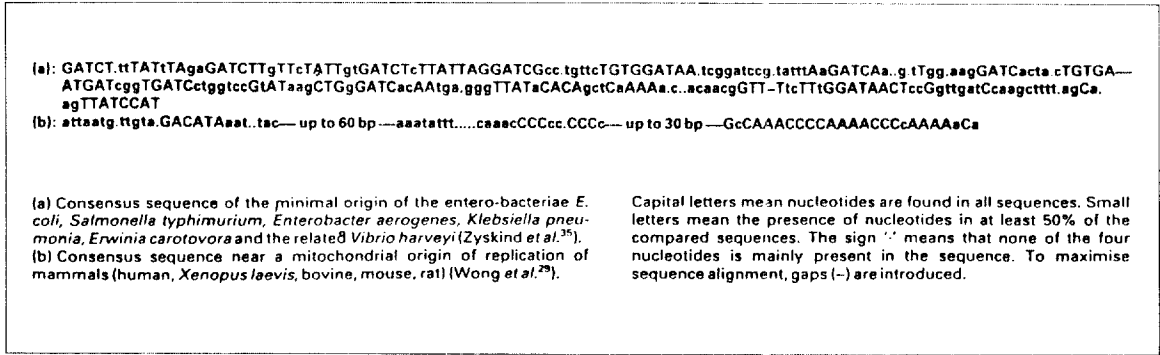 (a): GATCT.ttTATtTAgaGATCTTgTTcTATTgtGATCTcTTATTAGGATCGcc.tgttcTGTGGATAA.tcggatccg.tatttAaGATCAa..g.tTgg.aagGATCacta.cTGTGA—
ATGATcggTGATCctggtccGtATaagCTGgGATCacAAtga.gggTTATaCACAgctCaAAAa.c..acaacgGTT-TtcTTtGGATAACTccGgttgatCcaagctttt.agCa.
agTTATCCAT
(b): attaatg.ttgta.GACATAaat..tac— up to 60 bp —aaatattt.....caaacCCCcc.CCCc— up to 30 bp —GcCAAACCCCAAAACCCcAAAAaCa
(a) Consensus sequence of the minimal origin of the entero-bacteriae E.
coli, Salmonella typhimurium, Enterobacter aerogenes, Klebsiella pneu-
monia, Erwinia carotovora and the related Vibrio harveyi (Zyskind et al.35).
(b) Consensus sequence near a mitochondrial origin of replication of
mammals (human, Xenopus laevis, bovine, mouse, rat) (Wong et al.29).
Capital letters mean nucleotides are found in all sequences. Small
letters mean the presence of nucleotides in at least 50% of the
compared sequences. The sign '·' means that none of the four
nucleotides is mainly present in the sequence. To maximise
sequence alignment, gaps (–) are introduced.